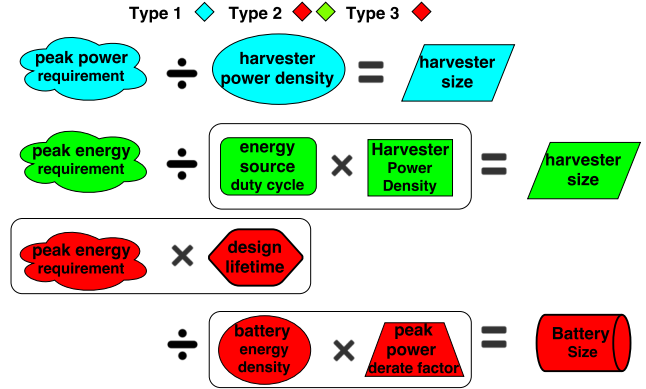 Type 1 Type 2 Type 3
peak power
requirement
÷
harvester
power density
=
harvester
size
peak energy
requirement
÷
energy
source
duty cycle
×
Harvester
Power
Density
=
harvester
size
peak energy
requirement
×
design
lifetime
÷
battery
energy
density
×
peak
power
derate factor
=
Battery
Size